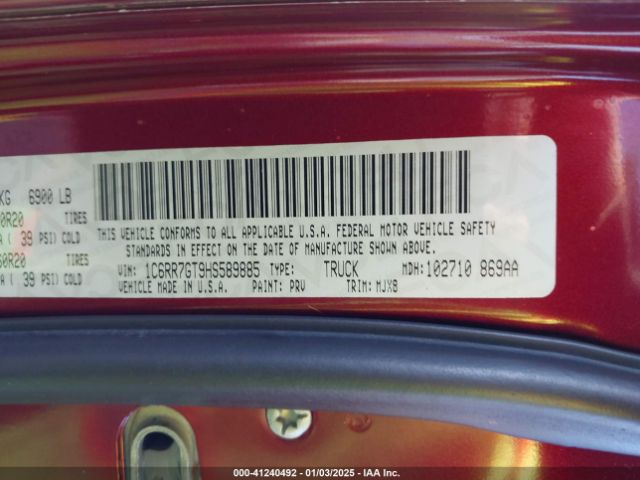 KG 6900 LB
0R20 TIRES
A ( 39 PSI) COLD
60R20 TIRES
A ( 39 PSI) COLD
THIS VEHICLE CONFORMS TO ALL APPLICABLE U.S.A. FEDERAL MOTOR VEHICLE SAFETY
STANDARDS IN EFFECT ON THE DATE OF MANUFACTURE SHOWN ABOVE.
VIN: 1C6RR7GT9HS589885 TYPE: TRUCK MDH: 102710 869AA
VEHICLE MADE IN U.S.A. PAINT: PRV TRIM: MJX8
000-41240492 - 01/03/2025 - IAA Inc.